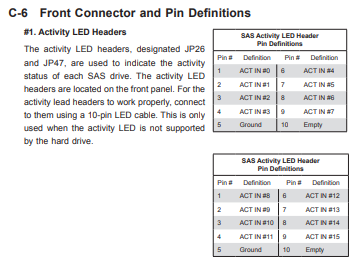 C-6 Front Connector and Pin Definitions
#1. Activity LED Headers
The activity LED headers, designated JP26
and JP47, are used to indicate the activity
status of each SAS drive. The activity LED
headers are located on the front panel. For the
activity lead headers to work properly, connect
to them using a 10-pin LED cable. This is only
used when the activity LED is not supported
by the hard drive.
SAS Activity LED Header
Pin Definitions
Pin # Definition Pin # Definition
1 ACT IN #0 6 ACT IN #4
2 ACT IN #1 7 ACT IN #5
3 ACT IN #2 8 ACT IN #6
4 ACT IN #3 9 ACT IN #7
5 Ground 10 Empty
SAS Activity LED Header
Pin Definitions
Pin # Definition Pin # Definition
1 ACT IN #8 6 ACT IN #12
2 ACT IN #9 7 ACT IN #13
3 ACT IN #10 8 ACT IN #14
4 ACT IN #11 9 ACT IN #15
5 Ground 10 Empty